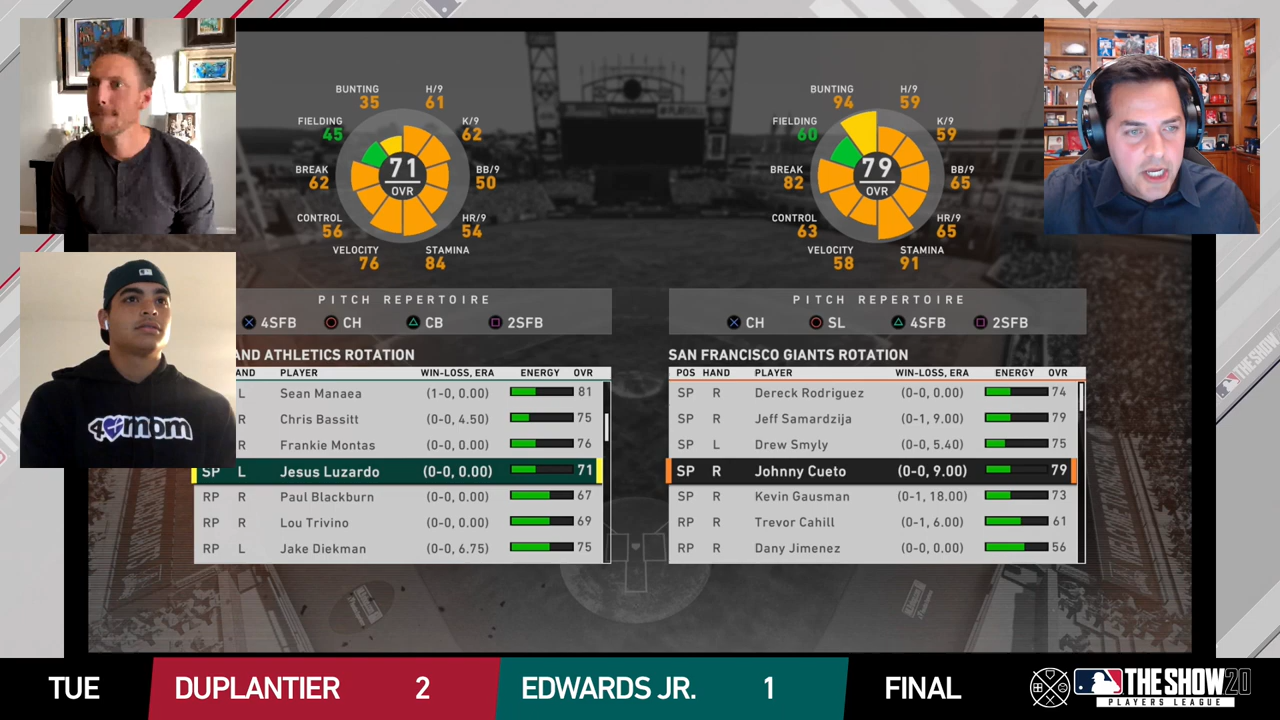 BUNTING
35
H/9
61
FIELDING
45
K/9
62
BREAK
62
71
OVR
BB/9
50
CONTROL
56
HR/9
54
VELOCITY
76
STAMINA
84
BUNTING
94
H/9
59
FIELDING
60
K/9
59
BREAK
82
79
OVR
BB/9
65
CONTROL
63
HR/9
65
VELOCITY
58
STAMINA
91
PITCH REPERTOIRE
4SFB CH CB 2SFB
PITCH REPERTOIRE
CH SL 4SFB 2SFB
AND ATHLETICS ROTATION
AND PLAYER WIN-LOSS, ERA ENERGY OVR
L Sean Manaea (1-0, 0.00) 81
R Chris Bassitt (0-0, 4.50) 75
R Frankie Montas (0-0, 0.00) 76
SP L Jesus Luzardo (0-0, 0.00) 71
RP R Paul Blackburn (0-0, 0.00) 67
RP R Lou Trivino (0-0, 0.00) 69
RP L Jake Diekman (0-0, 6.75) 75
SAN FRANCISCO GIANTS ROTATION
POS HAND PLAYER WIN-LOSS, ERA ENERGY OVR
SP R Dereck Rodriguez (0-0, 0.00) 74
SP R Jeff Samardzija (0-1, 9.00) 79
SP L Drew Smyly (0-0, 5.40) 75
SP R Johnny Cueto (0-0, 9.00) 79
SP R Kevin Gausman (0-1, 18.00) 73
RP R Trevor Cahill (0-1, 6.00) 61
RP R Dany Jimenez (0-0, 0.00) 56
4 mom
THE SHOW
TUE DUPLANTIER 2 EDWARDS JR. 1 FINAL
THE SHOW 20
PLAYERS LEAGUE